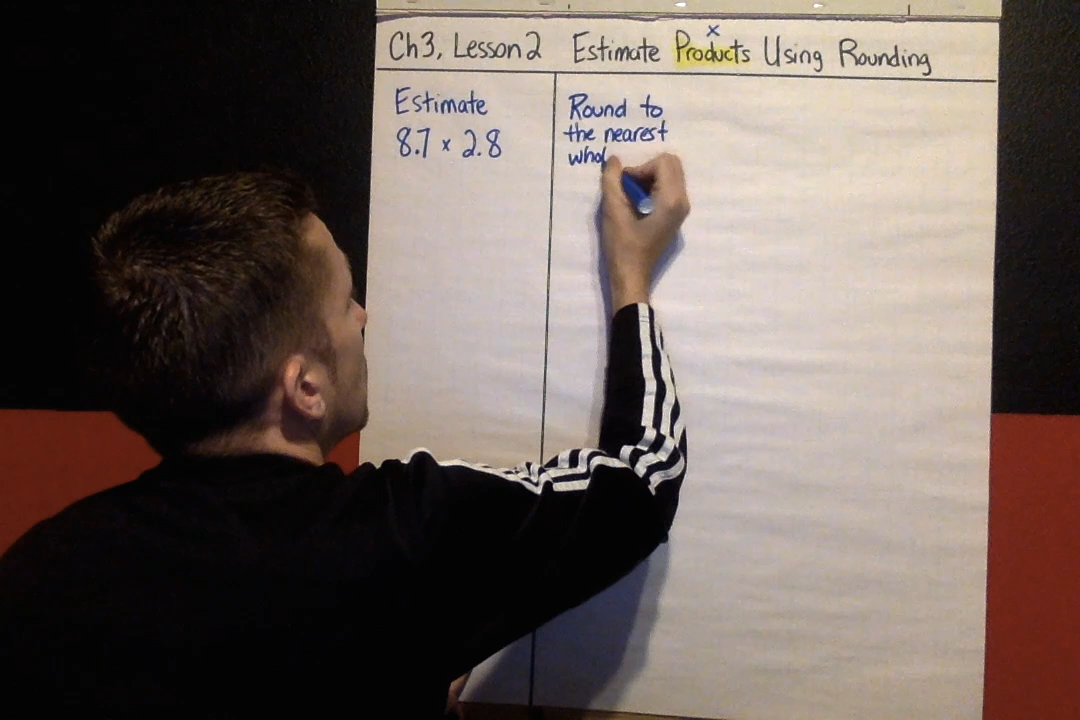 Ch3, Lesson 2 Estimate Products Using Rounding
x
Estimate
8.7 x 2.8
Round to
the nearest
whol